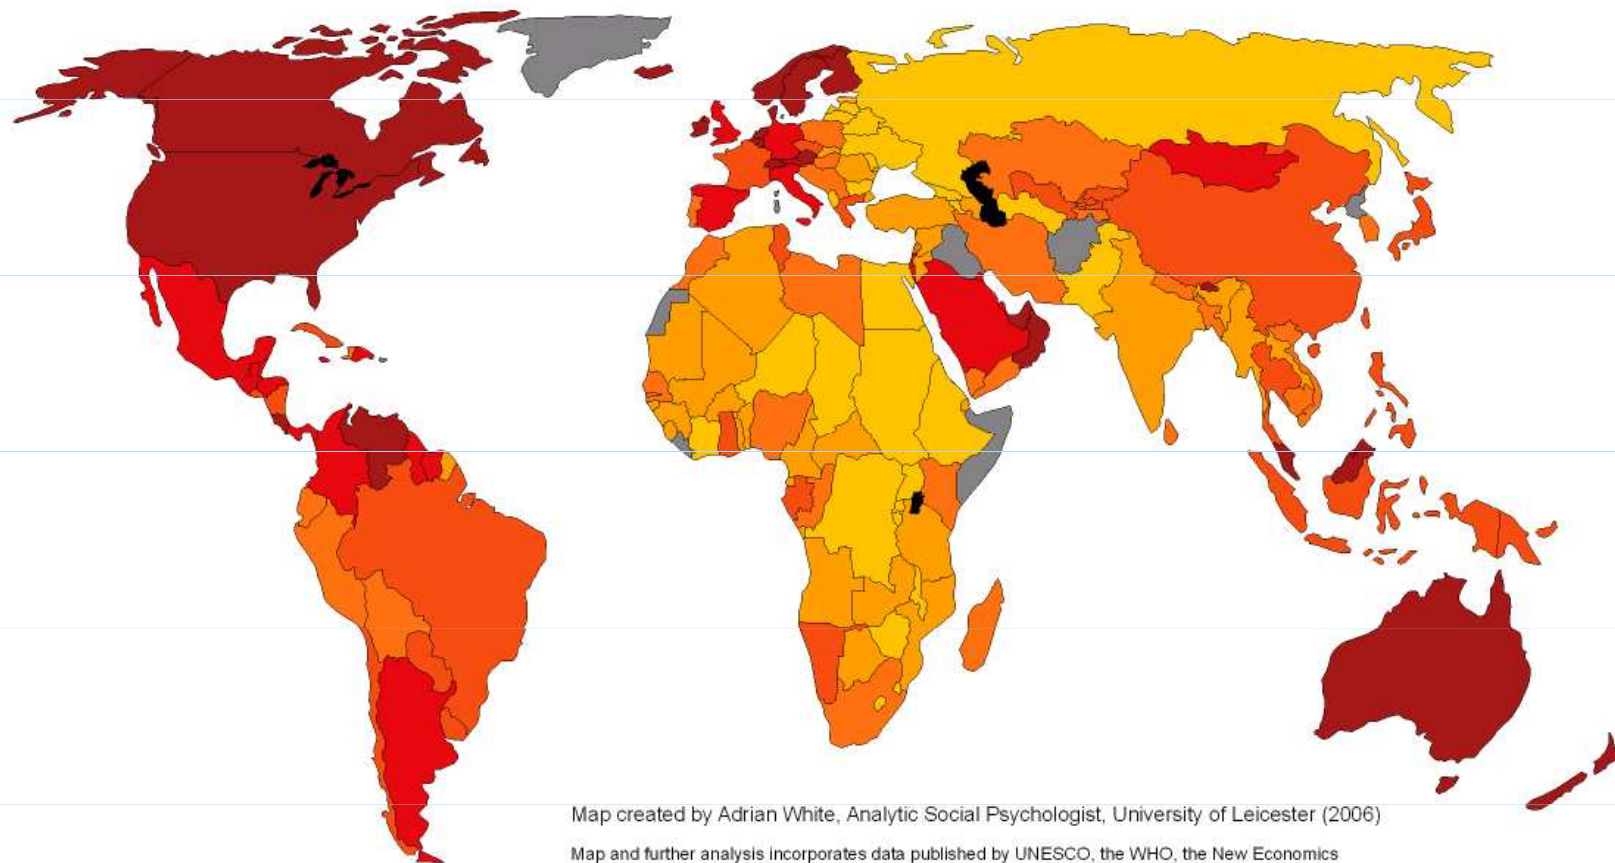 Map created by Adrian White, Analytic Social Psychologist, University of Leicester (2006)
Map and further analysis incorporates data published by UNESCO, the WHO, the New Economics